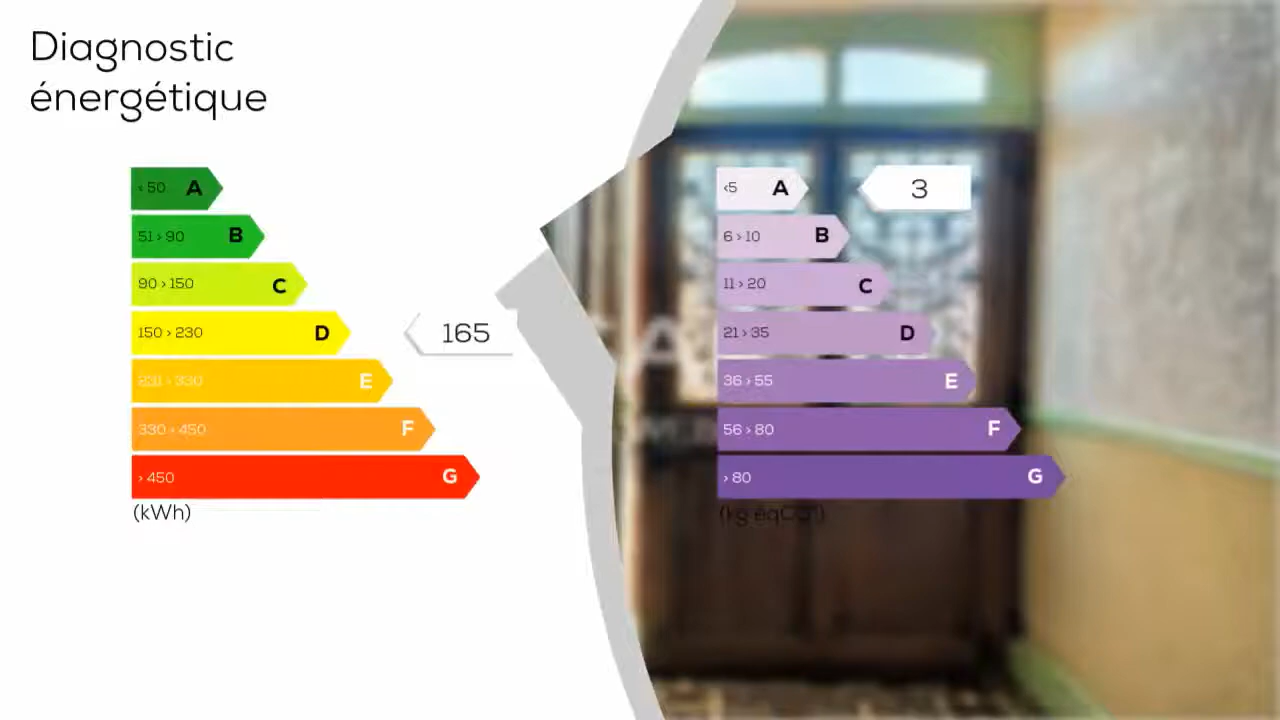 Diagnostic
énergétique
< 50 A
51 > 90 B
90 > 150 C
150 > 230 D
165
231 > 330 E
330 > 450 F
> 450 G
(kWh)
<5 A
3
6 > 10 B
11 > 20 C
21 > 35 D
36 > 55 E
56 > 80 F
> 80 G